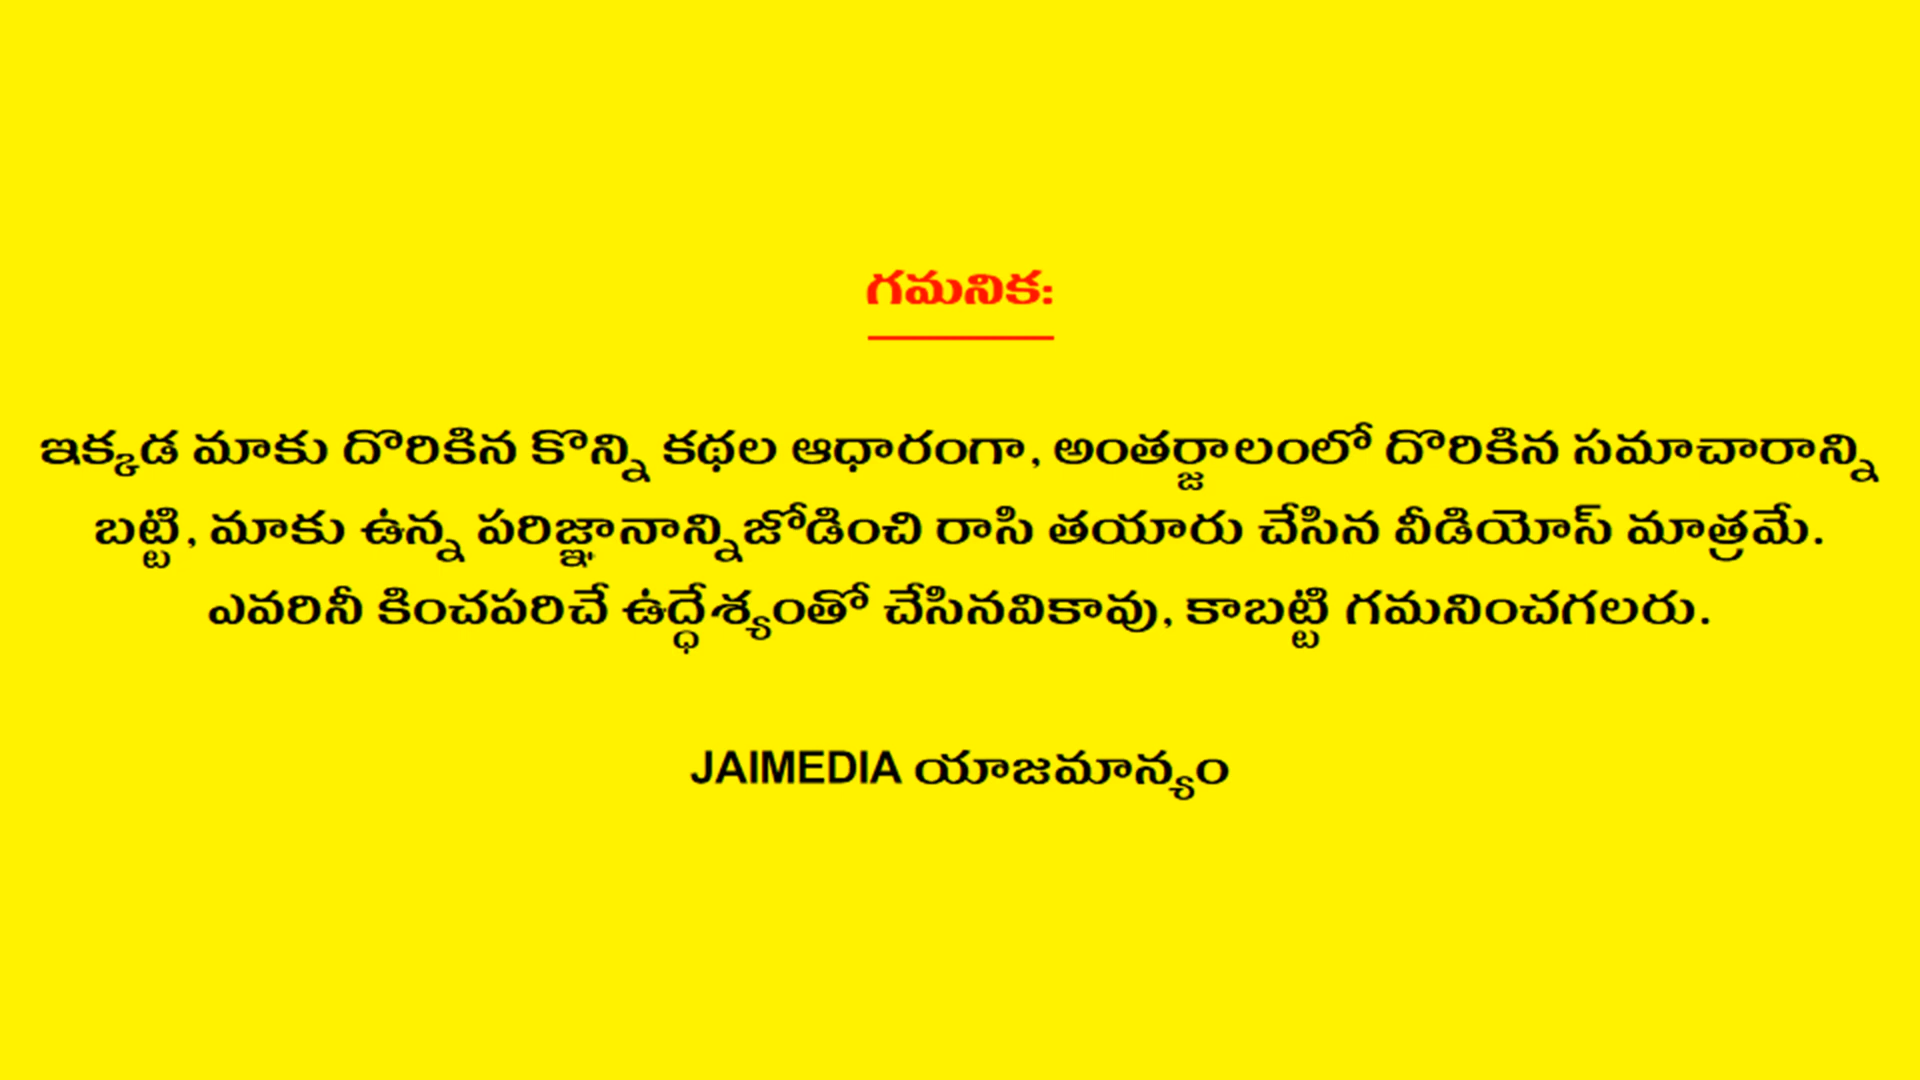 గమనిక:
ఇక్కడ మాకు దొరికిన కొన్ని కథల ఆధారంగా, అంతర్జాలంలో దొరికిన సమాచారాన్ని
బట్టి, మాకు ఉన్న పరిజ్ఞానాన్నిజోడించి రాసి తయారు చేసిన వీడియోస్ మాత్రమే.
ఎవరినీ కించపరిచే ఉద్ధేశ్యంతో చేసినవికావు, కాబట్టి గమనించగలరు.
JAIMEDIA యాజమాన్యం